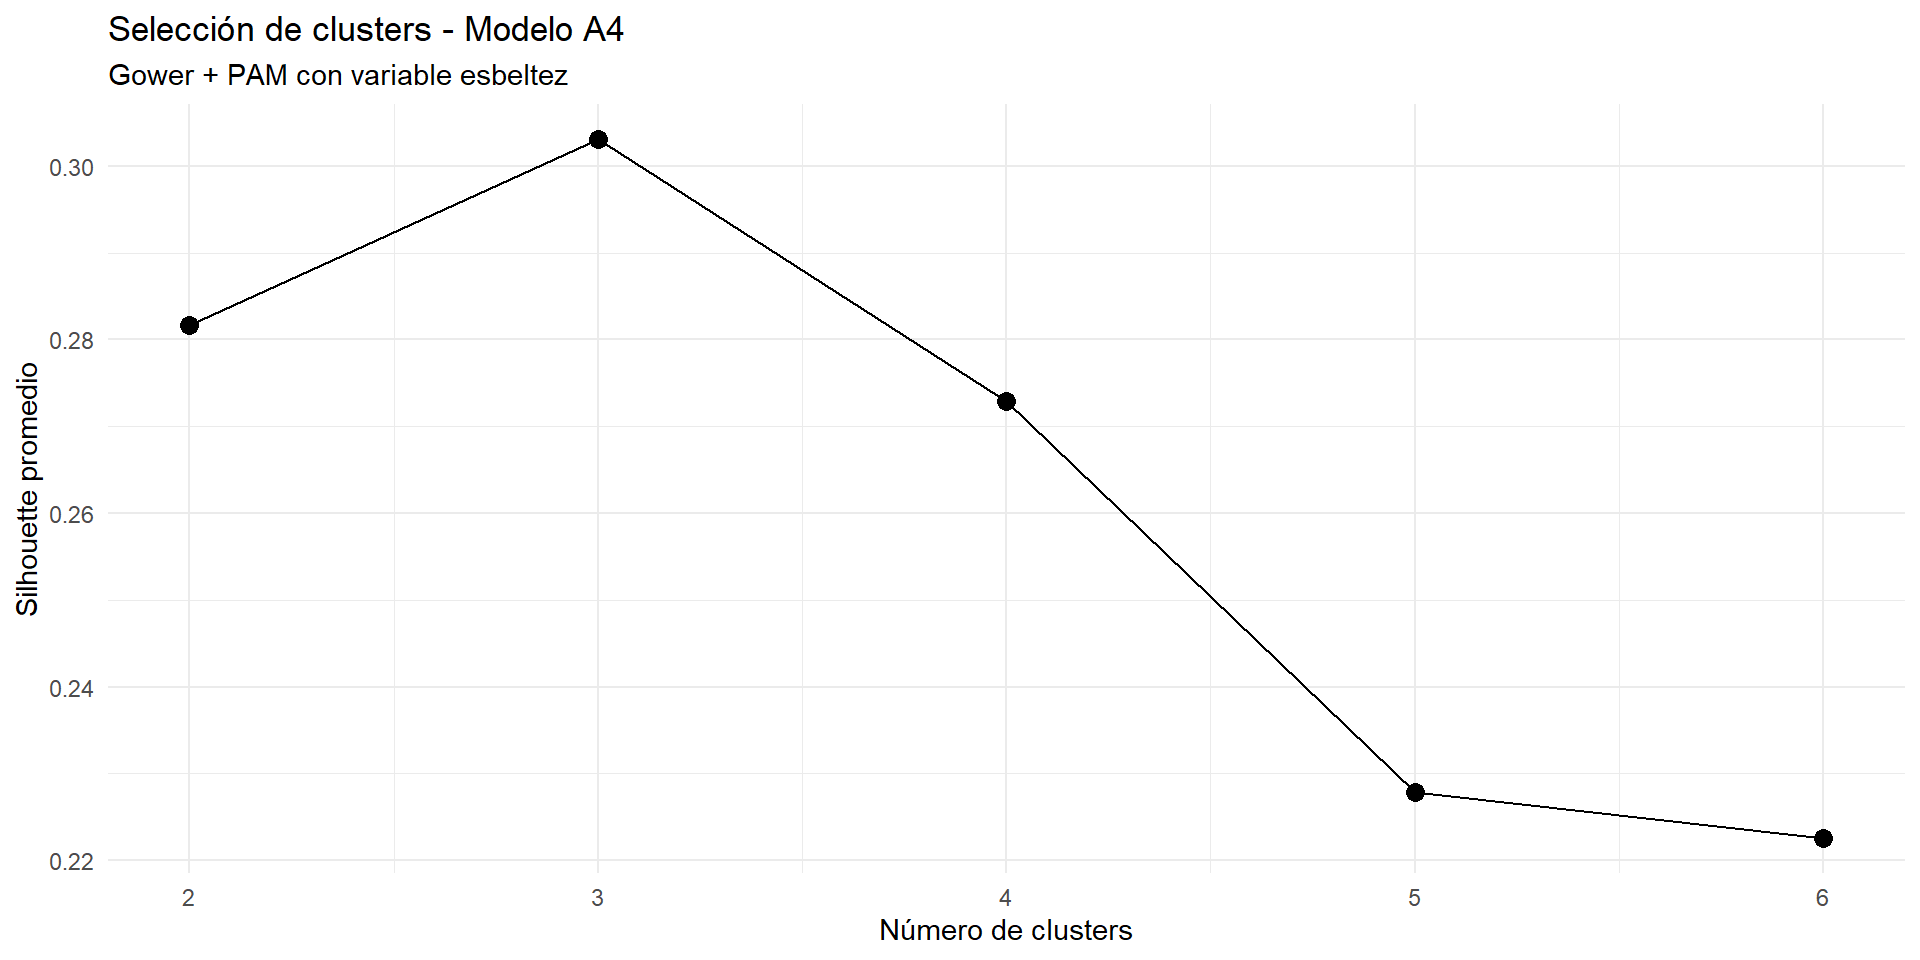 Selección de clusters - Modelo A4
Gower + PAM con variable esbeltez
Silhouette promedio
0.30
0.28
0.26
0.24
0.22
2 3 4 5 6
Número de clusters